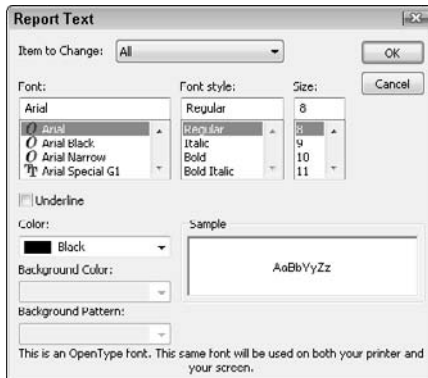 Report Text
Item to Change: All
OK
Cancel
Font:
Font style:
Size:
Arial
Regular
8
Arial
Arial Black
Arial Narrow
Arial Special G1
Regular
Italic
Bold
Bold Italic
8
9
10
11
Underline
Color:
Black
Sample
AaBbYyZz
Background Color:
Background Pattern:
This is an OpenType font. This same font will be used on both your printer and
your screen.